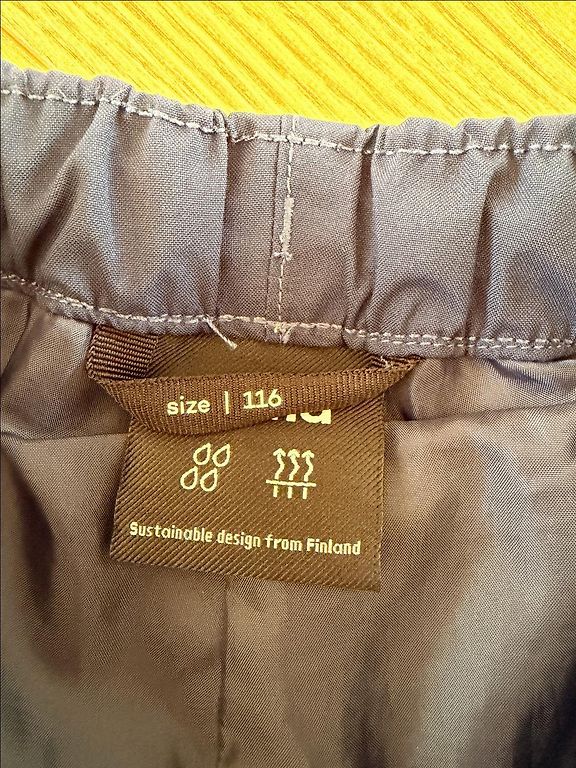 size | 116
Sustainable design from Finland